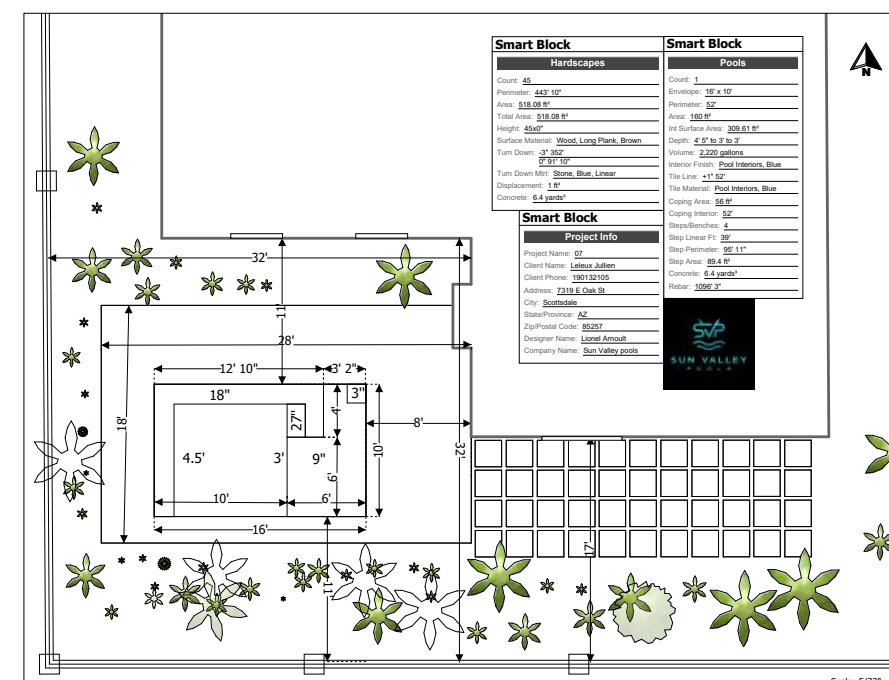 Smart Block
Hardscapes
Count: 45
Perimeter: 443' 10"
Area: 518.08 ft²
Total Area: 518.08 ft²
Height: 45x0"
Surface Material: Wood, Long Plank, Brown
Turn Down: -3" 352'
0" 91' 10"
Turn Down Mtrl: Stone, Blue, Linear
Displacement: 1 ft³
Concrete: 6.4 yards³
Smart Block
Pools
Count: 1
Envelope: 16' x 10'
Perimeter: 52'
Area: 160 ft²
Int Surface Area: 309.61 ft²
Depth: 4' 5" to 3' to 3'
Volume: 2,220 gallons
Interior Finish: Pool Interiors, Blue
Tile Line: +1" 52'
Tile Material: Pool Interiors, Blue
Coping Area: 56 ft²
Coping Interior: 52'
Steps/Benches: 4
Step Linear Ft: 39'
Step Perimeter: 95' 11"
Step Area: 89.4 ft²
Concrete: 6.4 yards³
Rebar: 1096' 3"
Smart Block
Project Info
Project Name: 07
Client Name: Leleux Jullien
Client Phone: 190132105
Address: 7319 E Oak St
City: Scottsdale
State/Province: AZ
Zip/Postal Code: 85257
Designer Name: Lionel Arnoult
Company Name: Sun Valley pools
SVP
SUN VALLEY
POOLS
N
32'
11'
28'
12' 10"
3' 2"
18"
3"
27"
4'
18'
8'
4.5'
3'
9"
10'
32'
6'
10'
6'
16'
17'
11'